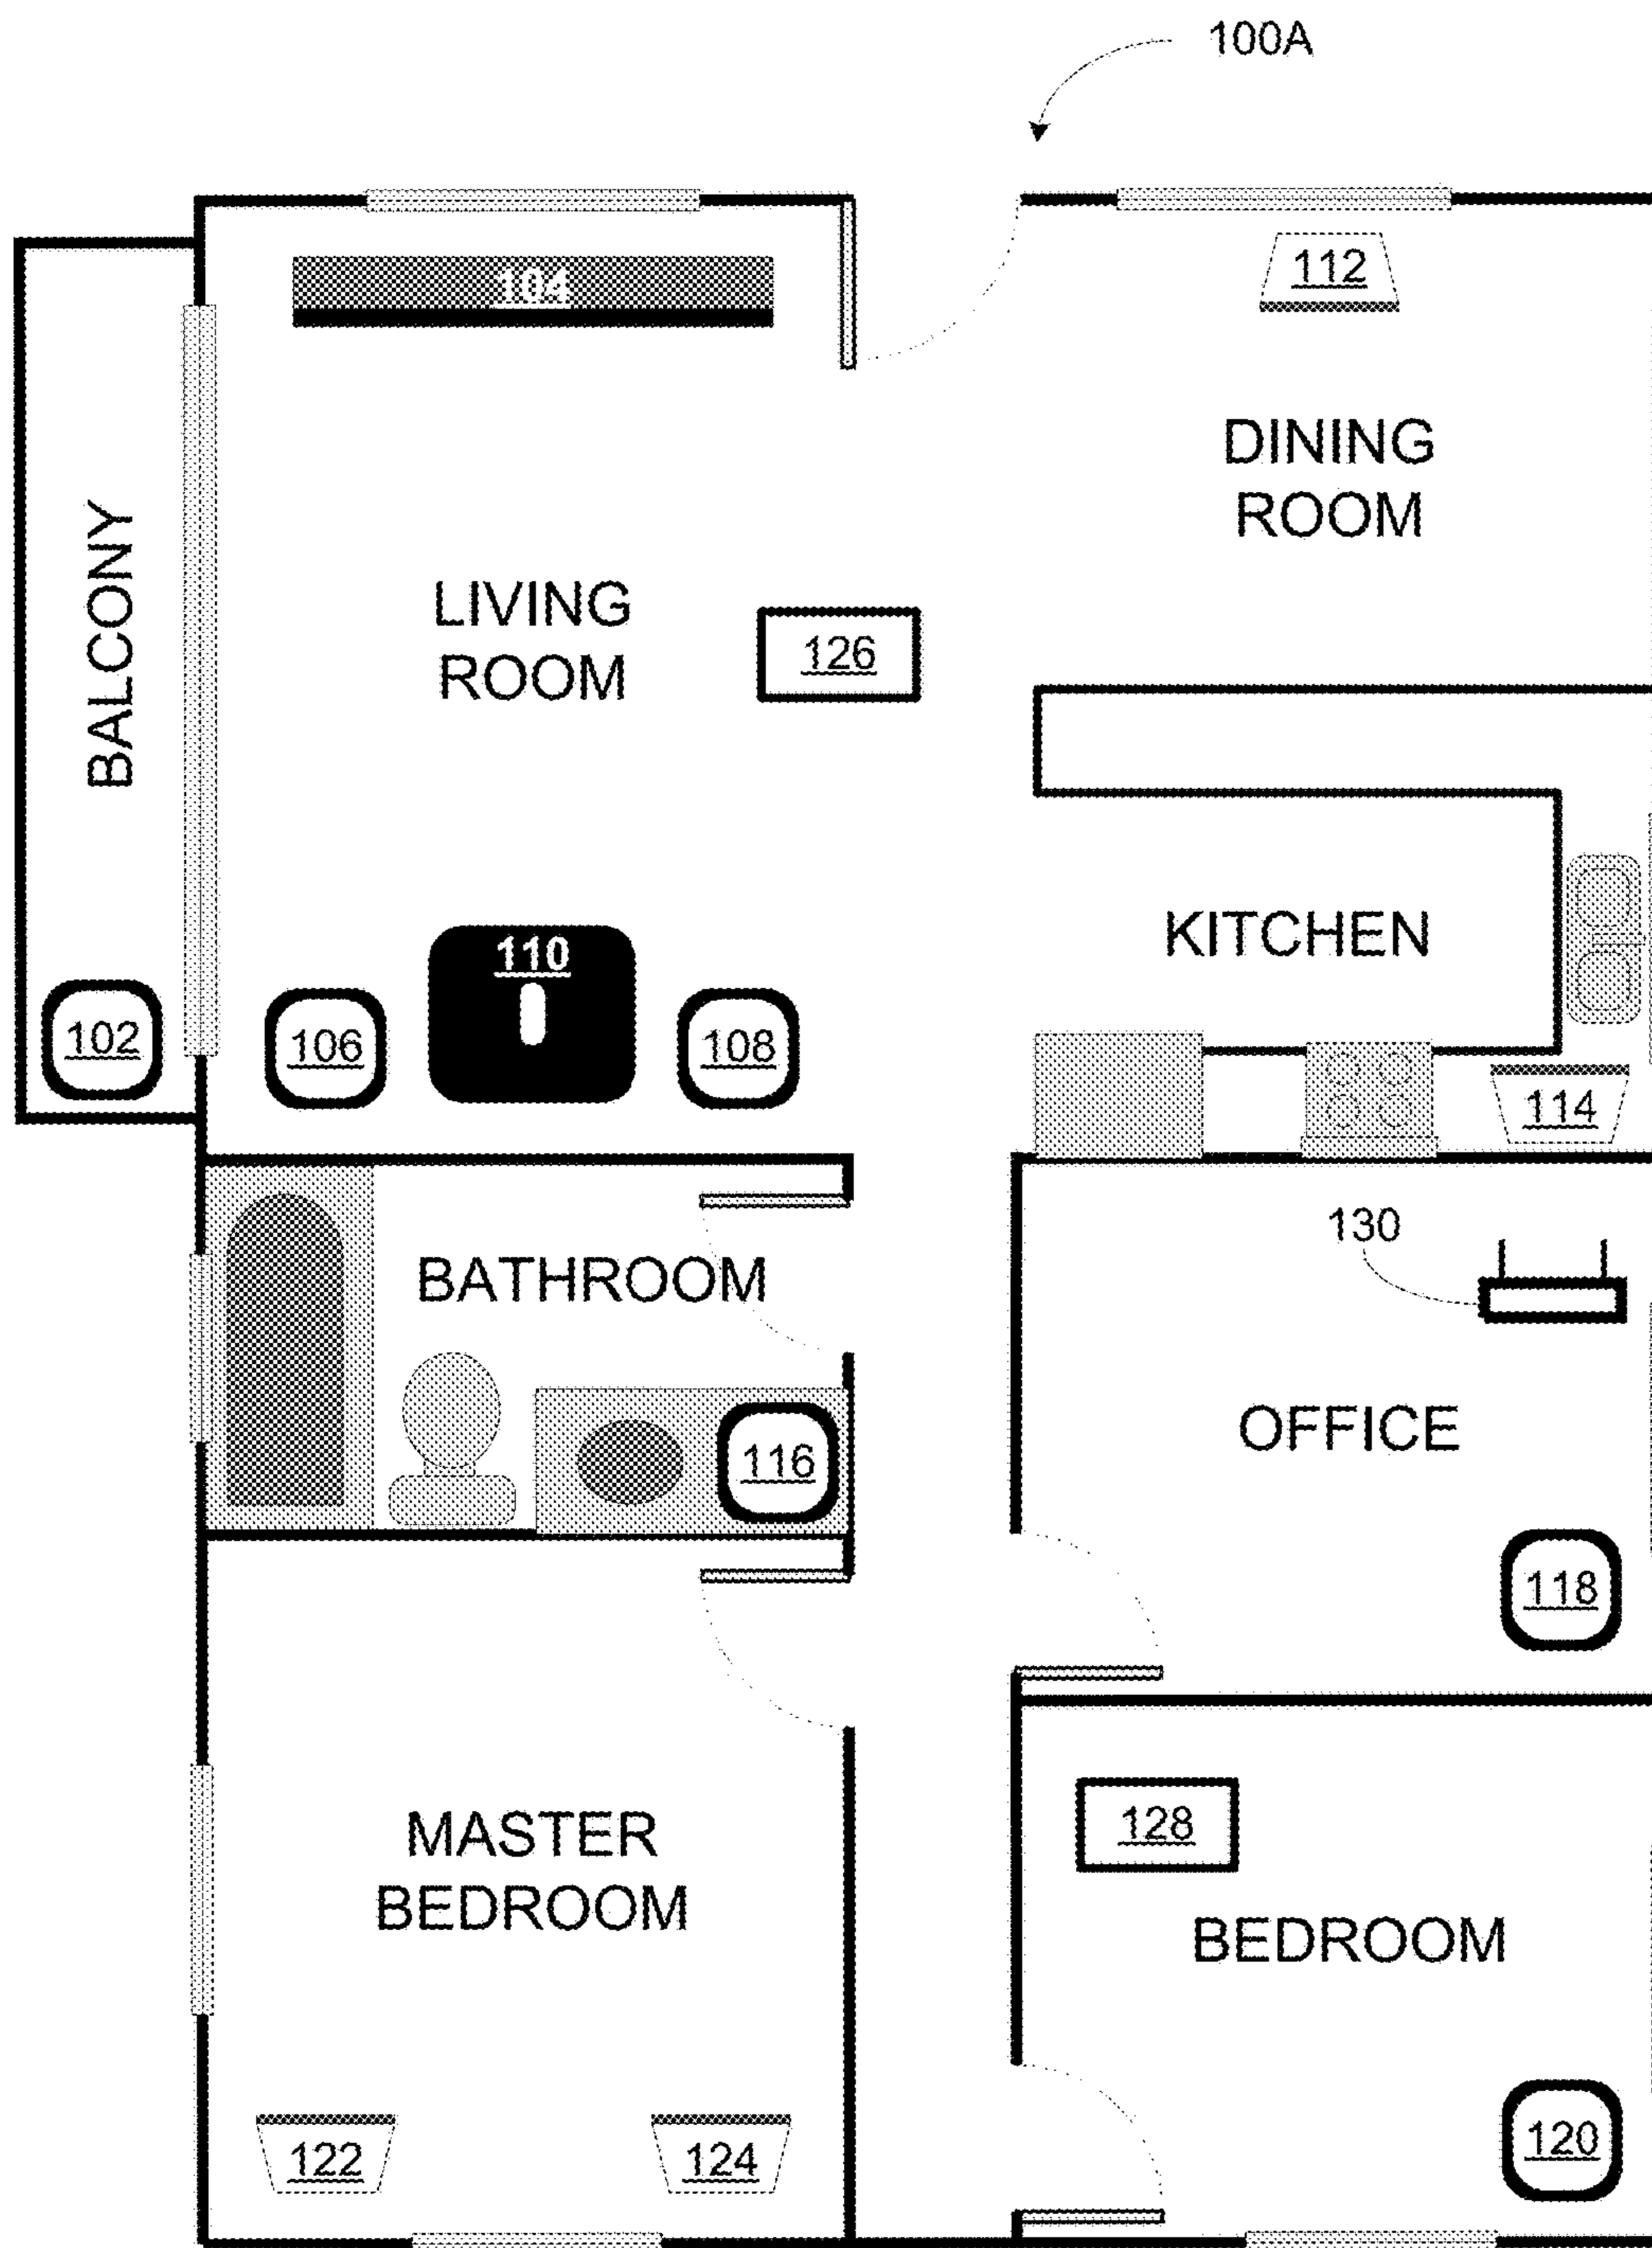 100A
104
112
DINING
ROOM
BALCONY
LIVING
ROOM
126
KITCHEN
110
102
106
108
114
130
BATHROOM
OFFICE
116
118
128
MASTER
BEDROOM
BEDROOM
122
124
120